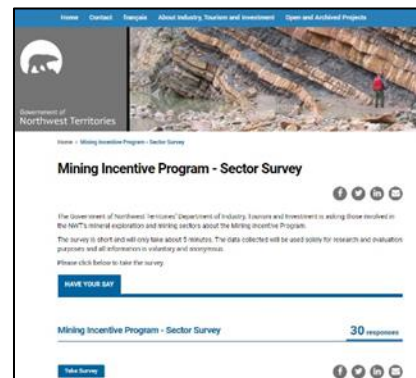 Home Contact français About Industry, Tourism and Investment Open and Archived Projects
Government of
Northwest Territories
Home › Mining Incentive Program - Sector Survey
Mining Incentive Program - Sector Survey
The Government of Northwest Territories' Department of Industry, Tourism and Investment is asking those involved in
the NWT's mineral exploration and mining sectors about the Mining Incentive Program.
The survey is short and will only take about 5 minutes. The data collected will be used solely for research and evaluation
purposes and all information is voluntary and anonymous.
Please click below to take the survey.
HAVE YOUR SAY
Mining Incentive Program - Sector Survey 30 responses
Take Survey